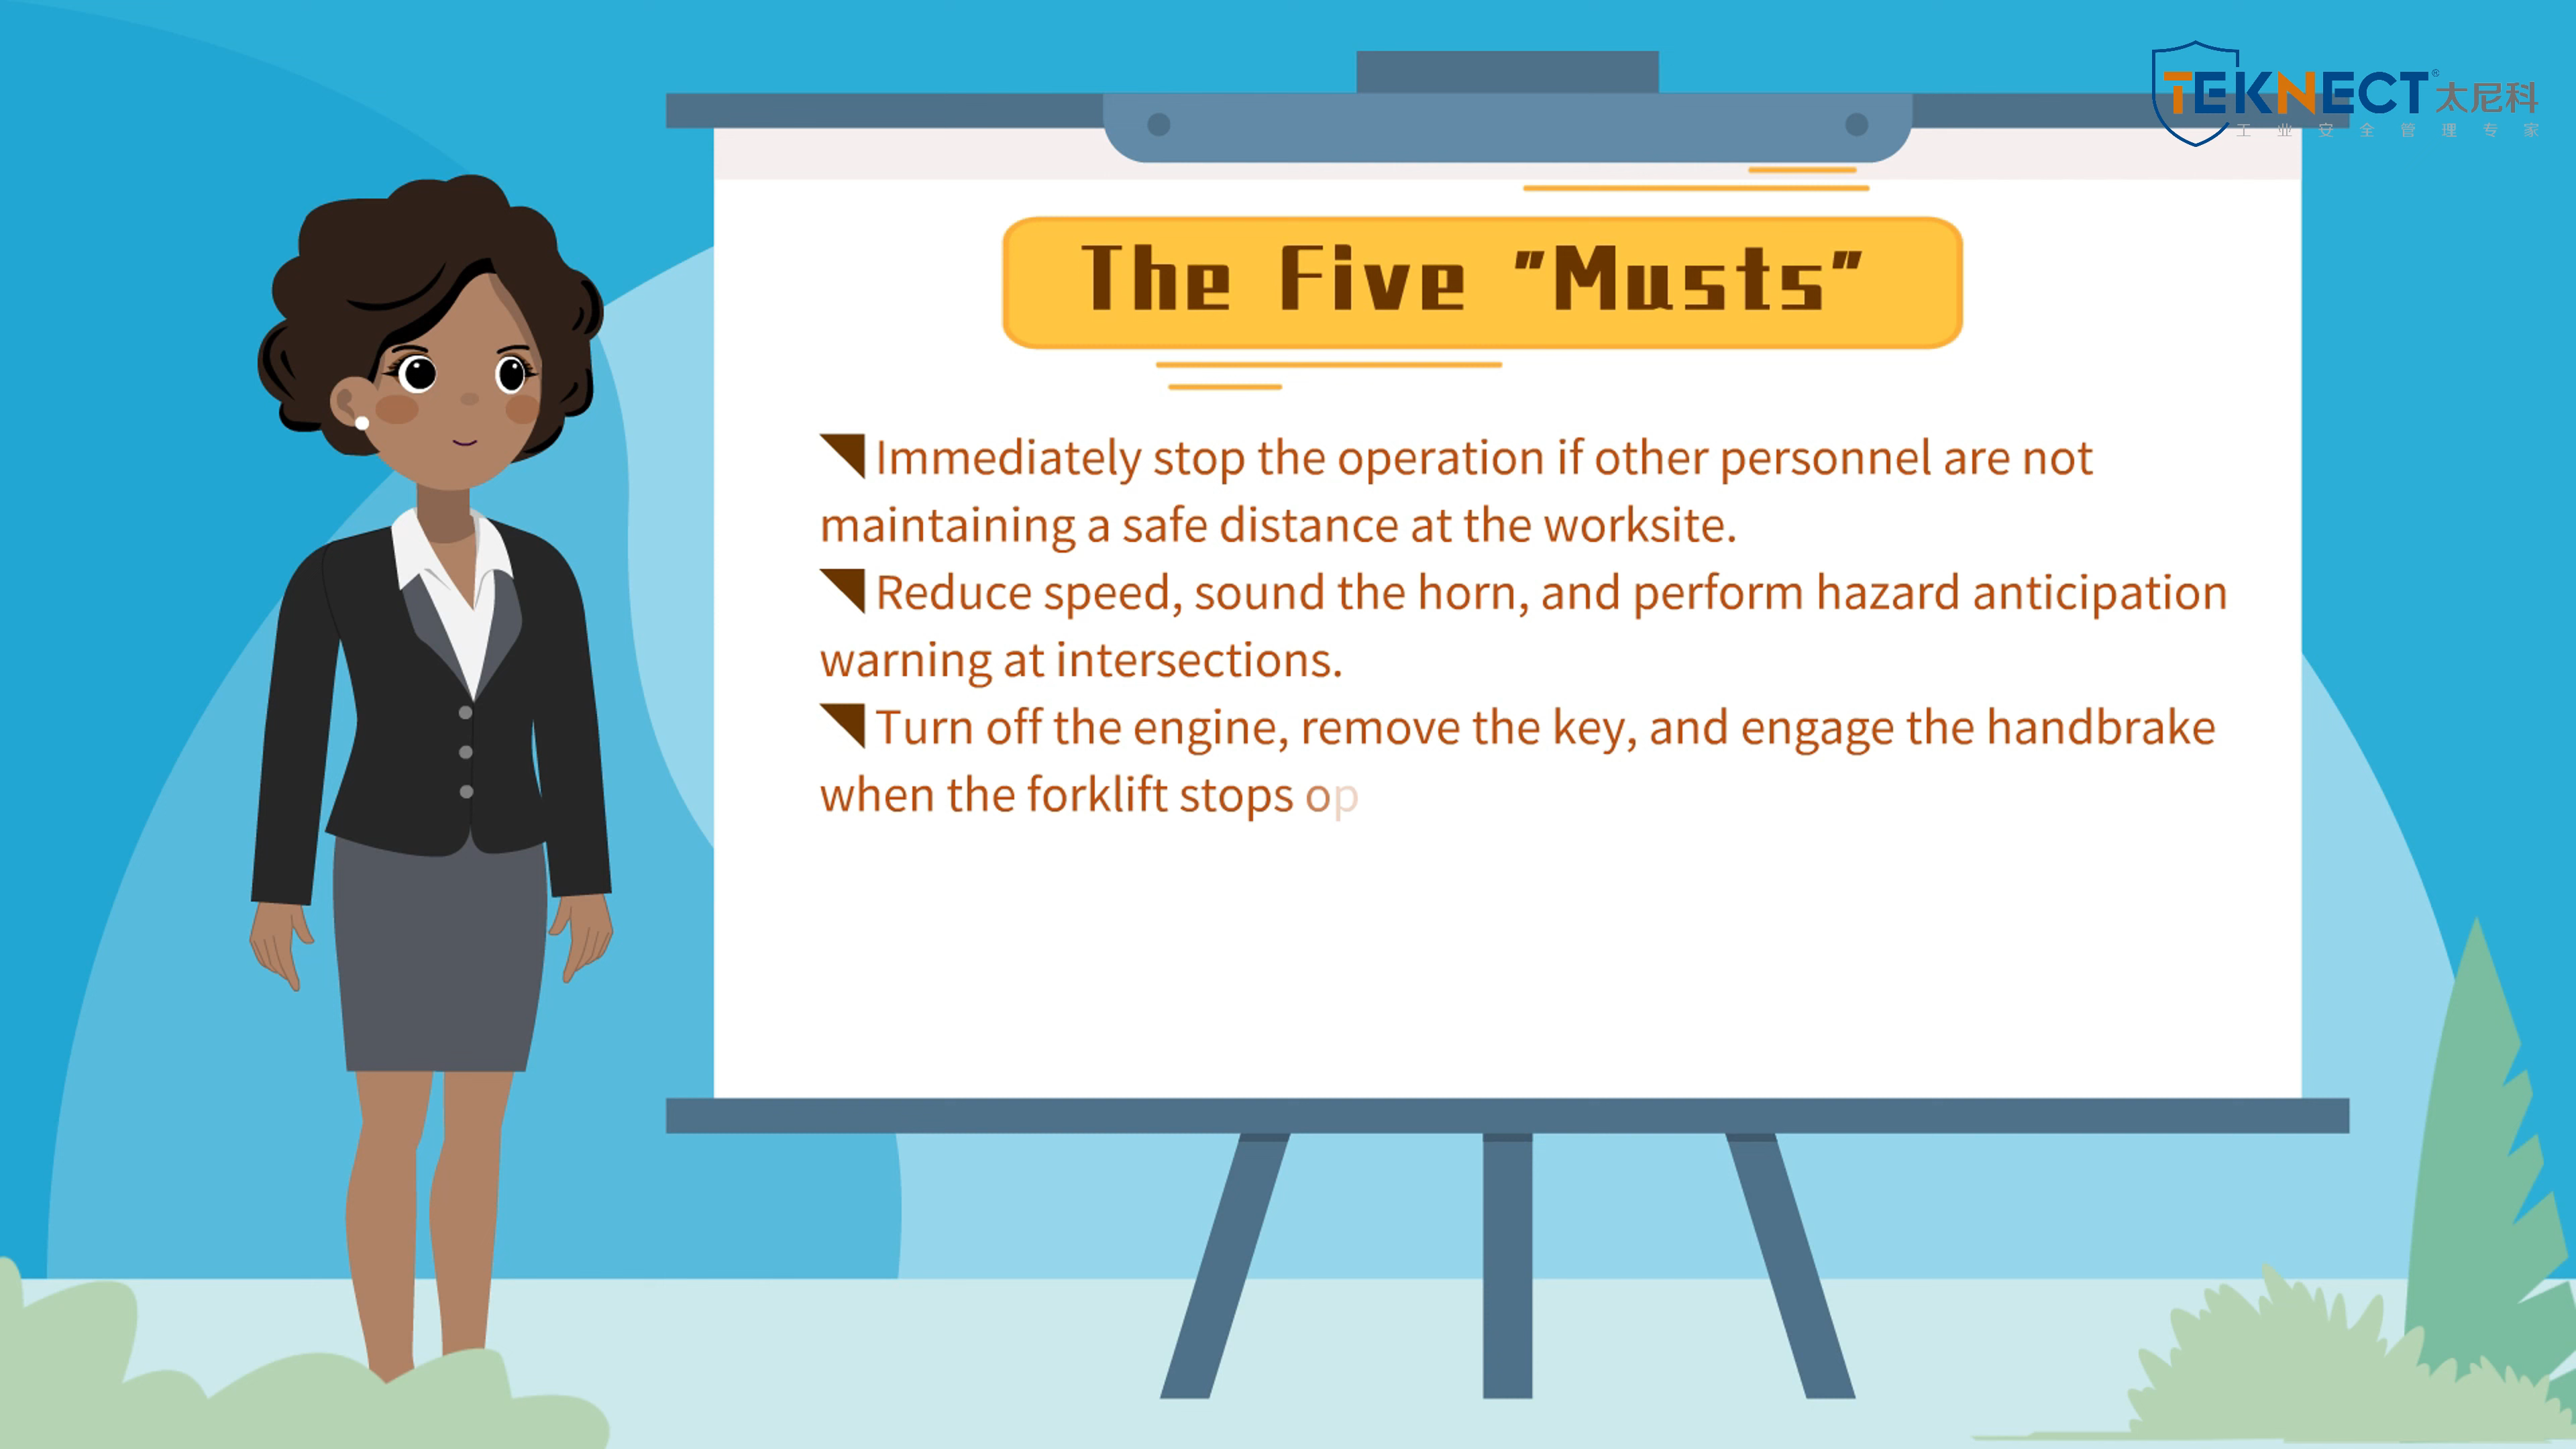 TEKNECT® 太尼科
工业安全管理专家
The Five "Musts"
Immediately stop the operation if other personnel are not
maintaining a safe distance at the worksite.
Reduce speed, sound the horn, and perform hazard anticipation
warning at intersections.
Turn off the engine, remove the key, and engage the handbrake
when the forklift stops op